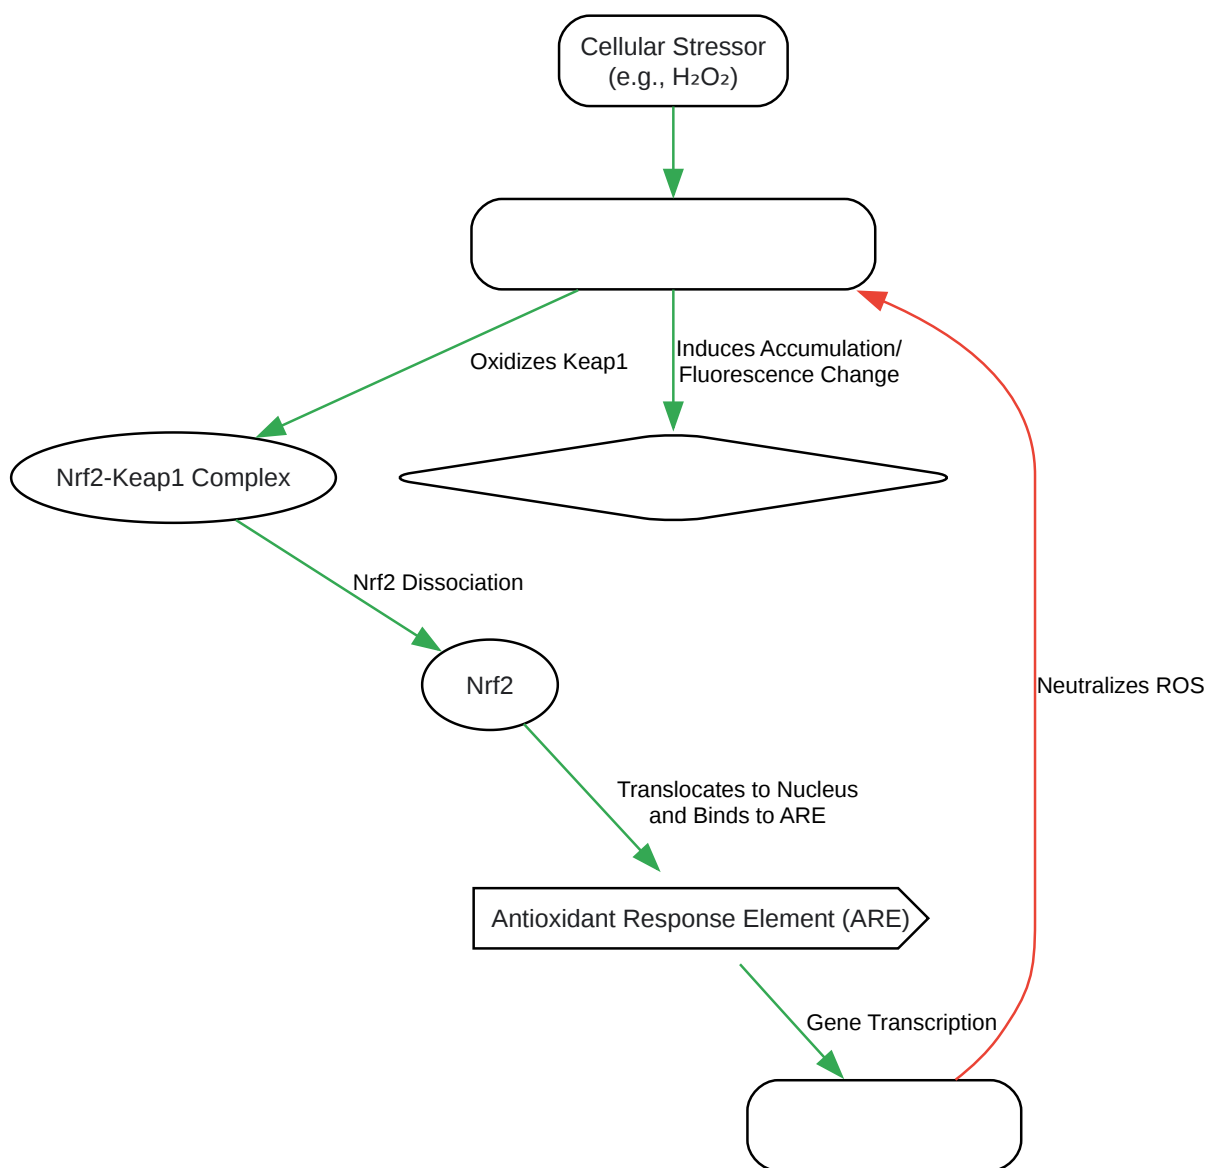 Cellular Stressor
(e.g., H₂O₂)
Oxidizes Keap1
Induces Accumulation/
Fluorescence Change
Nrf2-Keap1 Complex
Nrf2 Dissociation
Nrf2
Neutralizes ROS
Translocates to Nucleus
and Binds to ARE
Antioxidant Response Element (ARE)
Gene Transcription